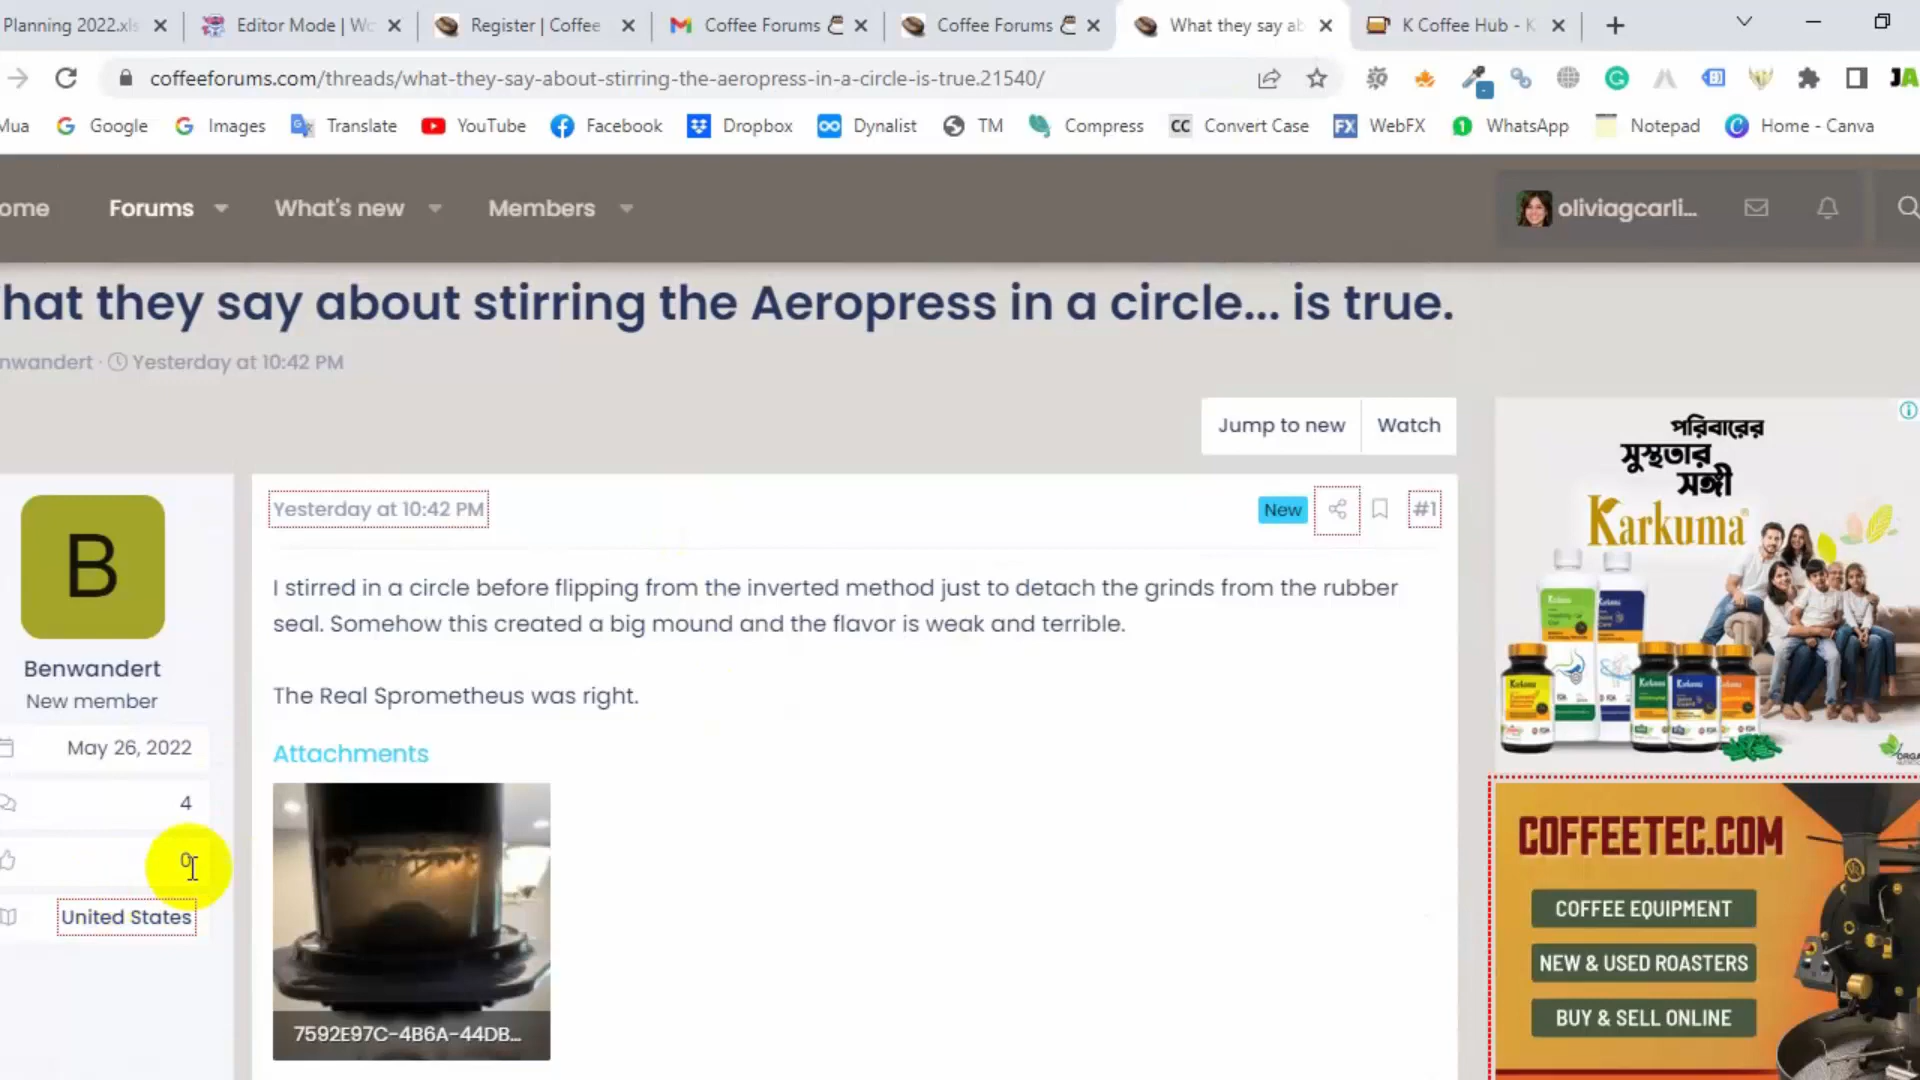 Planning 2022.xls
Editor Mode | Wo
Register | Coffee
Coffee Forums
Coffee Forums
What they say ab
K Coffee Hub - K
coffeeforums.com/threads/what-they-say-about-stirring-the-aeropress-in-a-circle-is-true.21540/
JA
Mua
Google
Images
Translate
YouTube
Facebook
Dropbox
Dynalist
TM
Compress
CC Convert Case
FX WebFX
1 WhatsApp
Notepad
Home - Canva
ome
Forums
What's new
Members
oliviagcarli...
hat they say about stirring the Aeropress in a circle... is true.
nwandert · Yesterday at 10:42 PM
Jump to new
Watch
B
Benwandert
New member
May 26, 2022
4
0
United States
Yesterday at 10:42 PM
New
#1
I stirred in a circle before flipping from the inverted method just to detach the grinds from the rubber
seal. Somehow this created a big mound and the flavor is weak and terrible.
The Real Sprometheus was right.
Attachments
7592E97C-4B6A-44DB...
পরিবারের
সুস্থতার
সঙ্গী
Karkuma®
COFFEETEC.COM
COFFEE EQUIPMENT
NEW & USED ROASTERS
BUY & SELL ONLINE